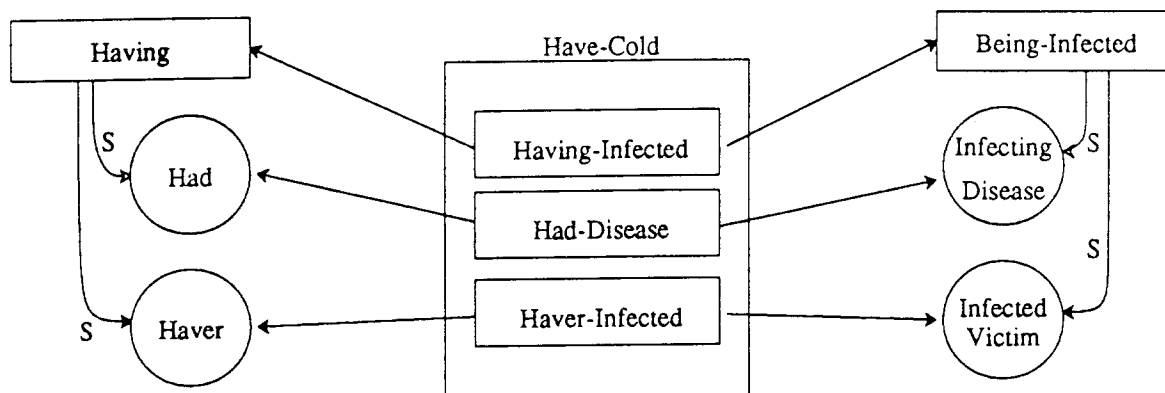 Having
Have-Cold
Being-Infected
Having-Infected
S
Had
Infecting
Disease
S
Had-Disease
S
Haver
Haver-Infected
Infected
Victim
S